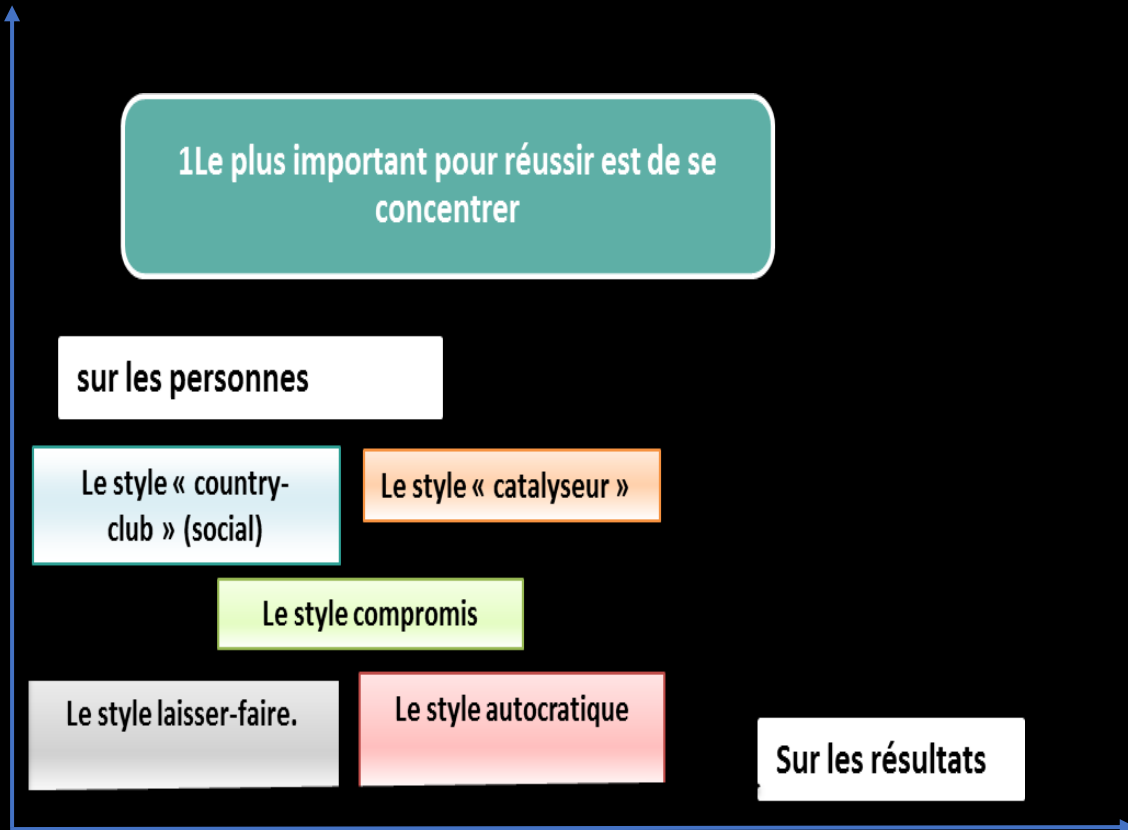 1Le plus important pour réussir est de se
concentrer
sur les personnes
Le style « country-
club » (social)
Le style « catalyseur »
Le style compromis
Le style laisser-faire.
Le style autocratique
Sur les résultats